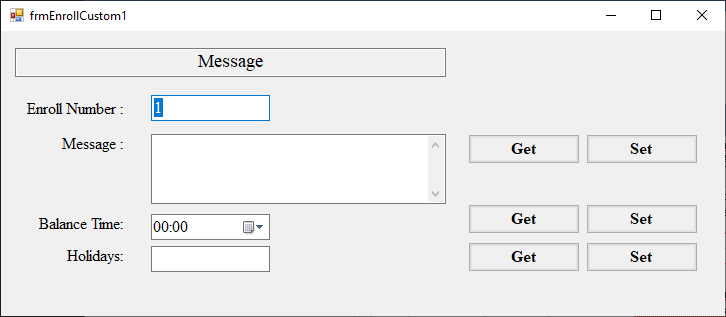 frmEnrollCustom1
Message
Enroll Number : 1
Message : Get Set
Balance Time: 00:00 Get Set
Holidays: Get Set